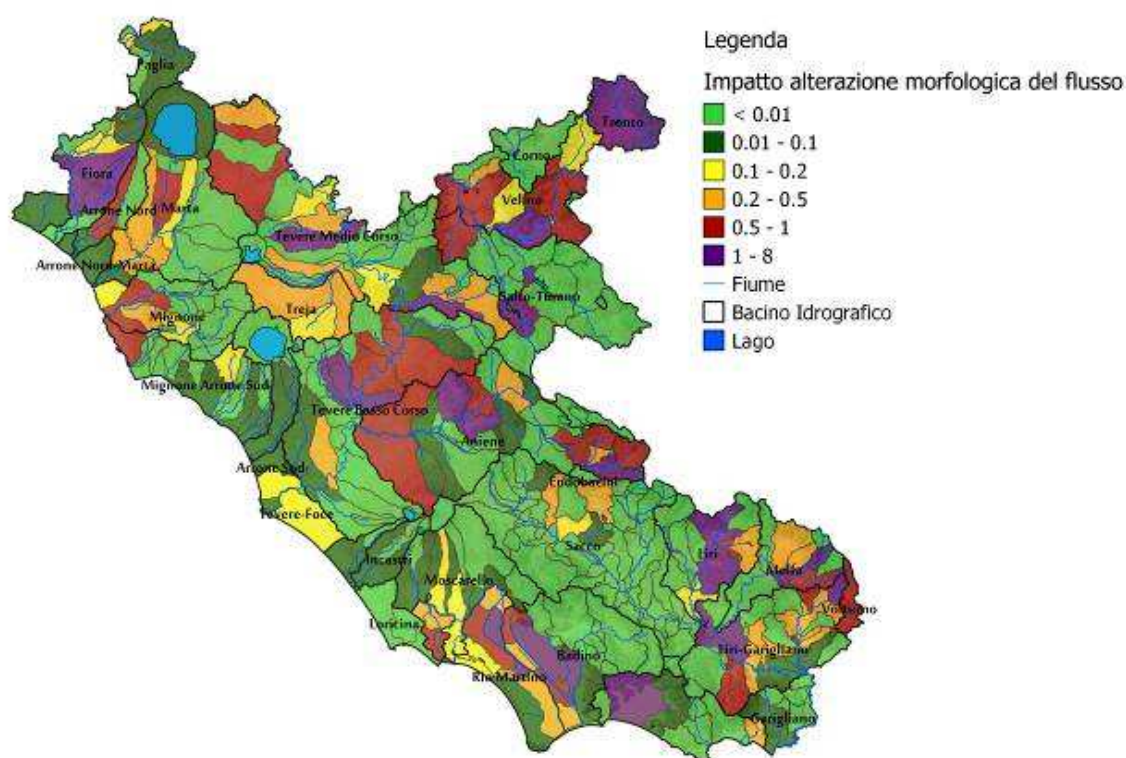 Legenda
Impatto alterazione morfologica del flusso
< 0.01
0.01 - 0.1
0.1 - 0.2
0.2 - 0.5
0.5 - 1
1 - 8
Fiume
Bacino Idrografico
Lago
Paglia
Tronto
Corno
Fiora
Velino
Arrone Nord
Marta
Tevere Medio Corso
Arrone Nord-Marta
Salto-Turano
Treja
Mignone
Mignone Arrone Sud
Tevere Basso Corso
Aniene
Arrone Sud
Endobacini
Tevere-Foce
Sacco
Liri
Incastri
Melfa
Moscarello
Volturno
Loricina
Liri-Garigliano
Badino
Rio Martino
Garigliano